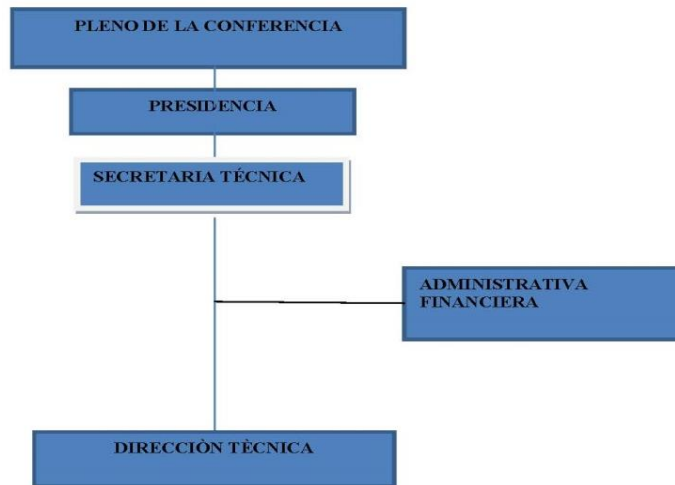 PLENO DE LA CONFERENCIA
PRESIDENCIA
SECRETARIA TÉCNICA
ADMINISTRATIVA
FINANCIERA
DIRECCIÒN TÈCNICA